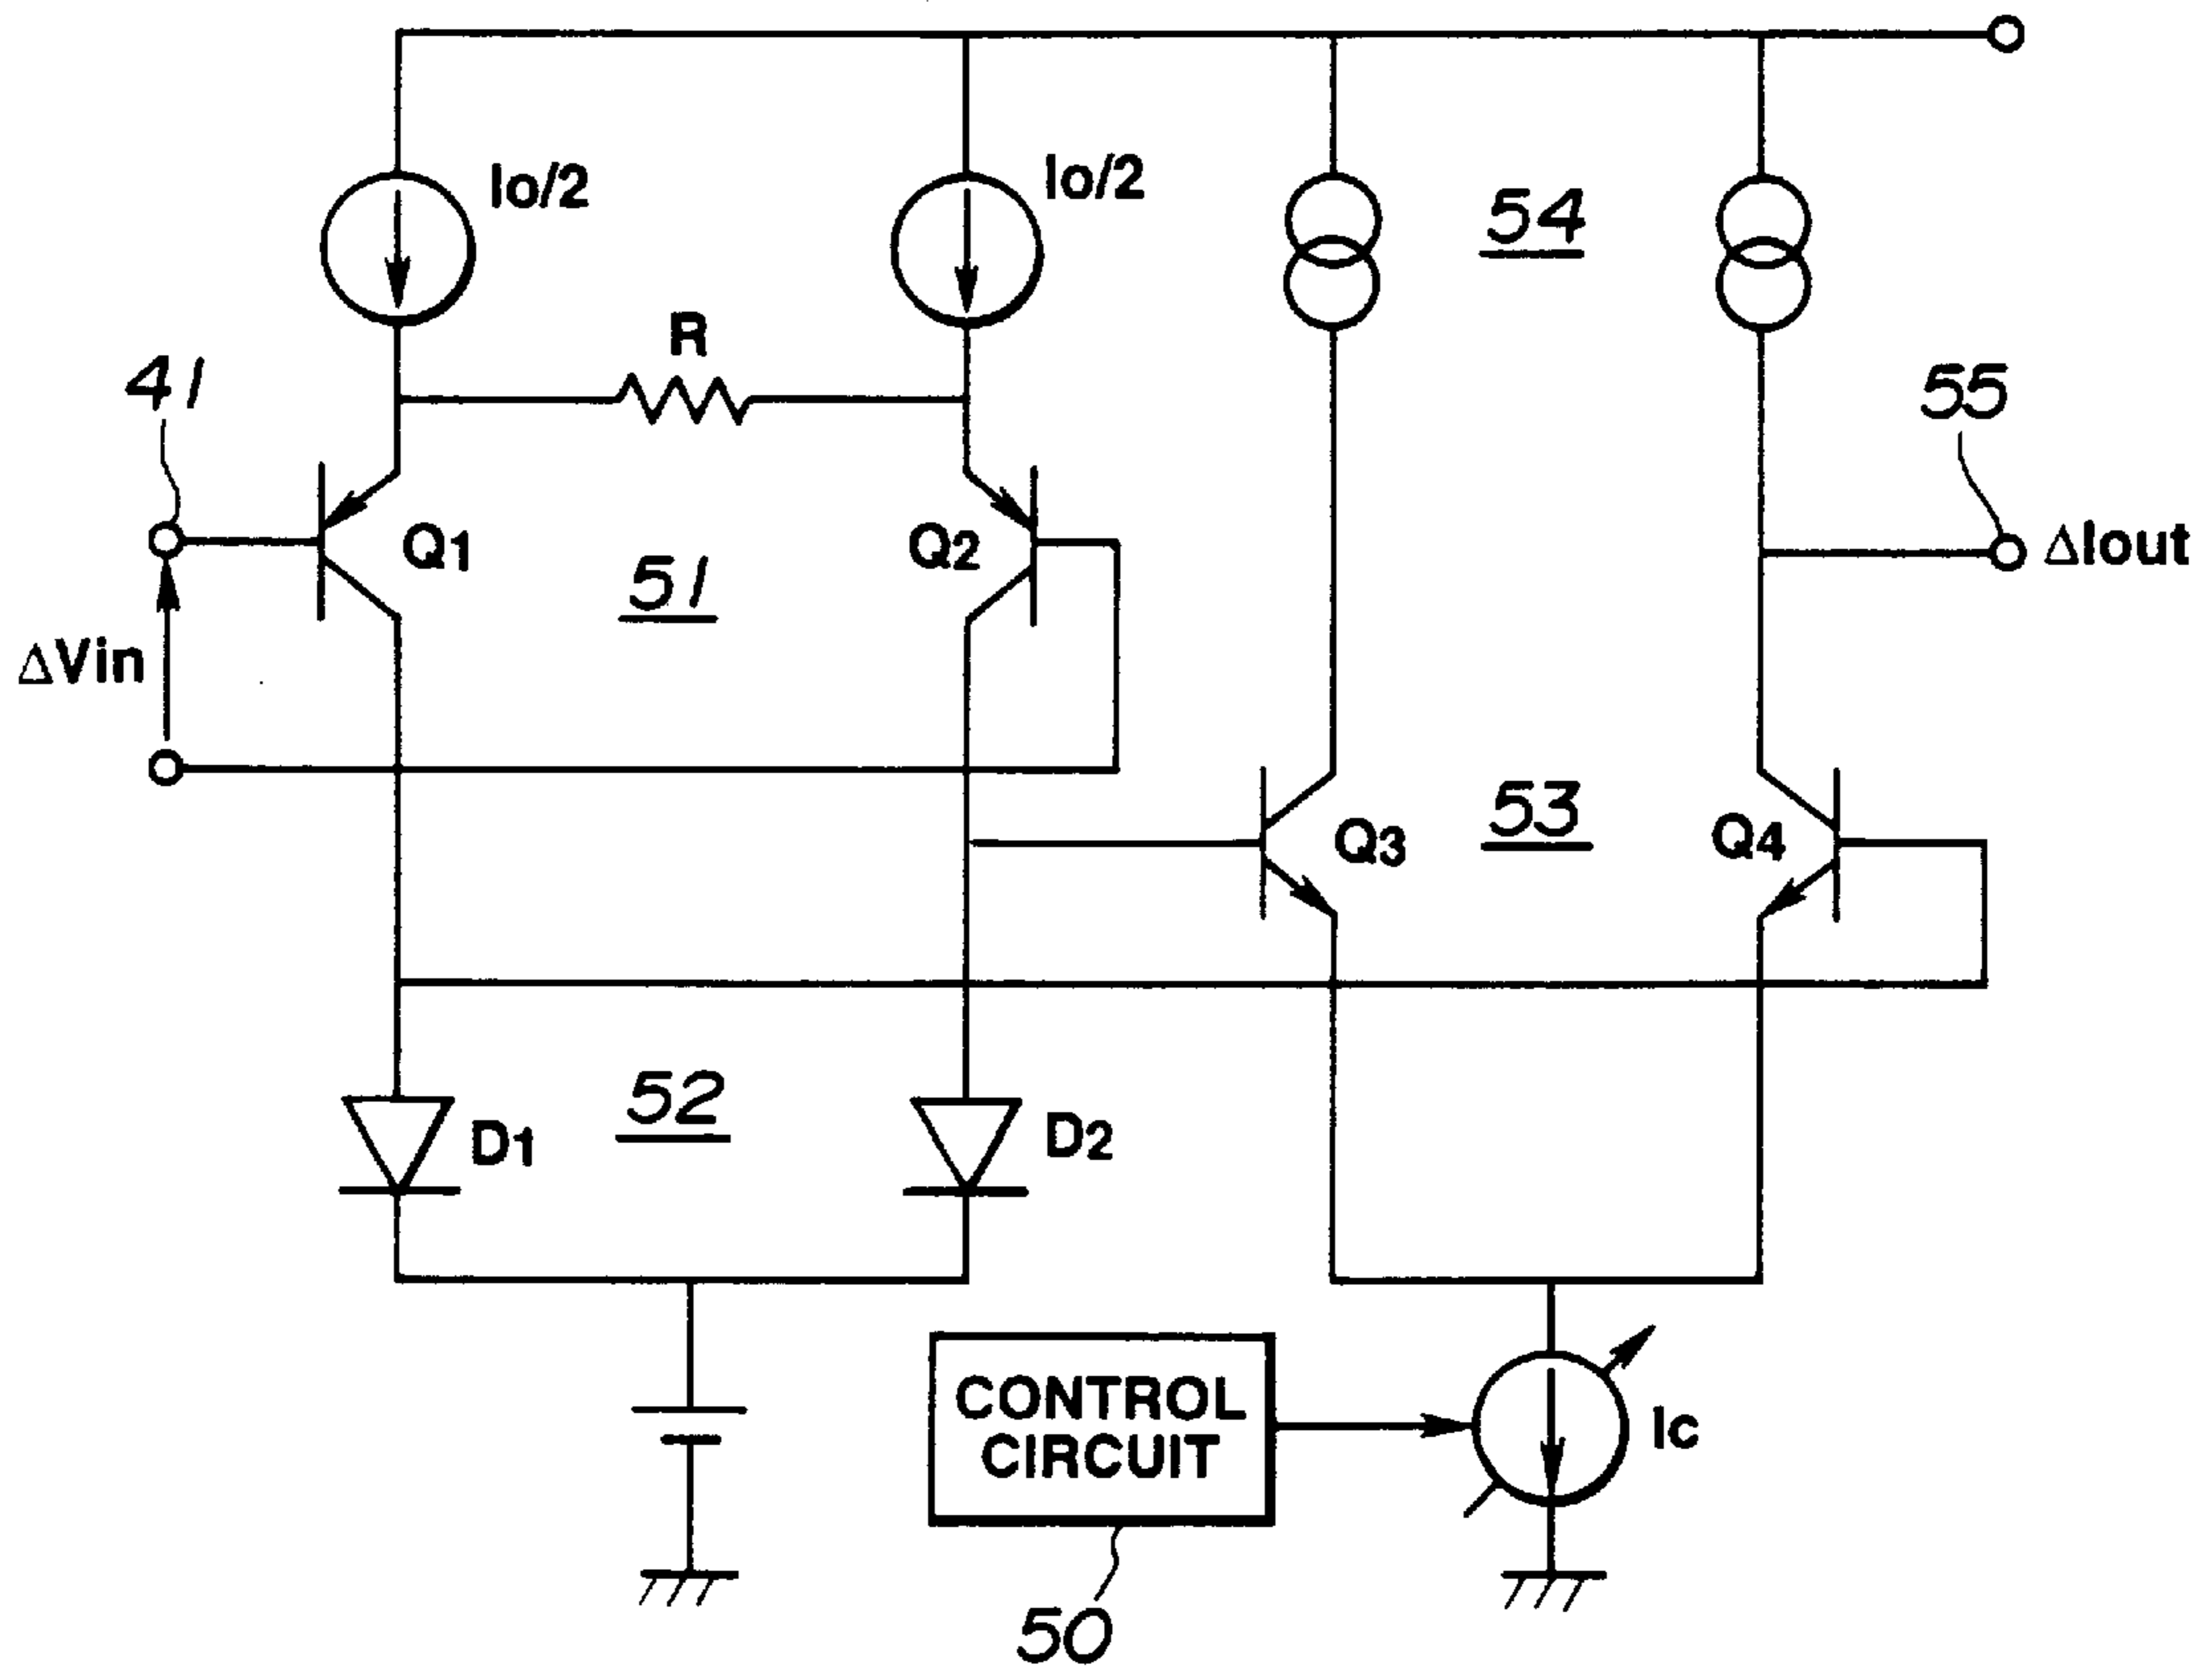 Io/2
Io/2
54
R
41
55
Q1
51
Q2
ΔIout
ΔVin
Q3
53
Q4
52
D1
D2
CONTROL
CIRCUIT
Ic
50